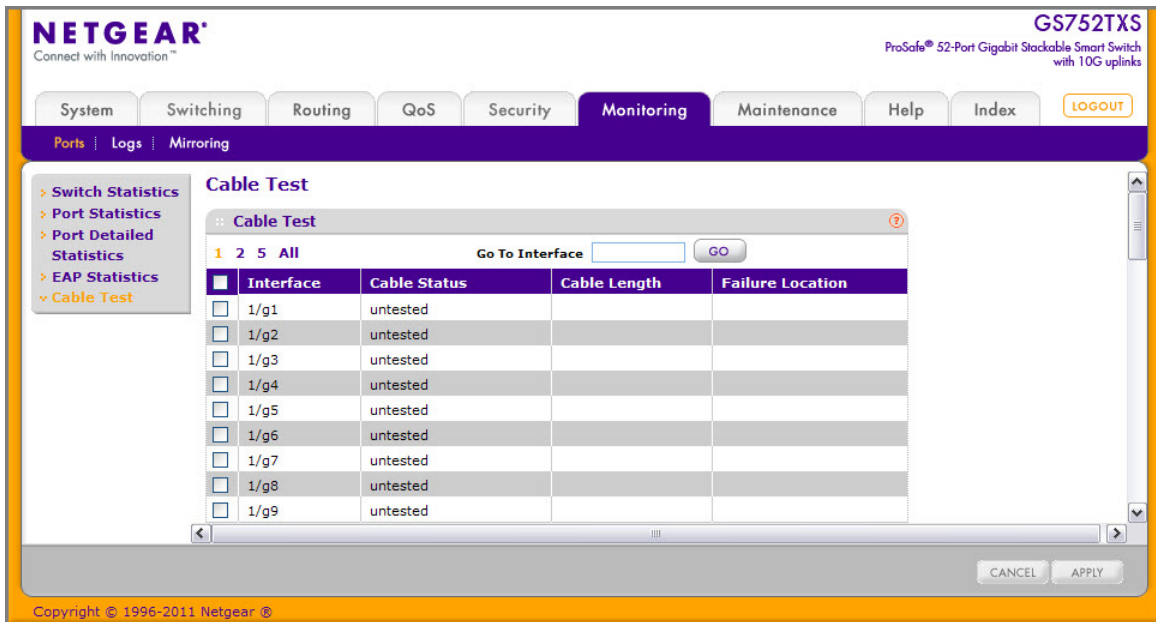 NETGEAR®
Connect with Innovation™
GS752TXS
ProSafe® 52-Port Gigabit Stackable Smart Switch
with 10G uplinks
System Switching Routing QoS Security Monitoring Maintenance Help Index LOGOUT
Ports Logs Mirroring
Switch Statistics
Port Statistics
Port Detailed
Statistics
EAP Statistics
Cable Test
Cable Test
Cable Test ?
1 2 5 All Go To Interface GO
Interface Cable Status Cable Length Failure Location
1/g1 untested
1/g2 untested
1/g3 untested
1/g4 untested
1/g5 untested
1/g6 untested
1/g7 untested
1/g8 untested
1/g9 untested
CANCEL APPLY
Copyright © 1996-2011 Netgear ®